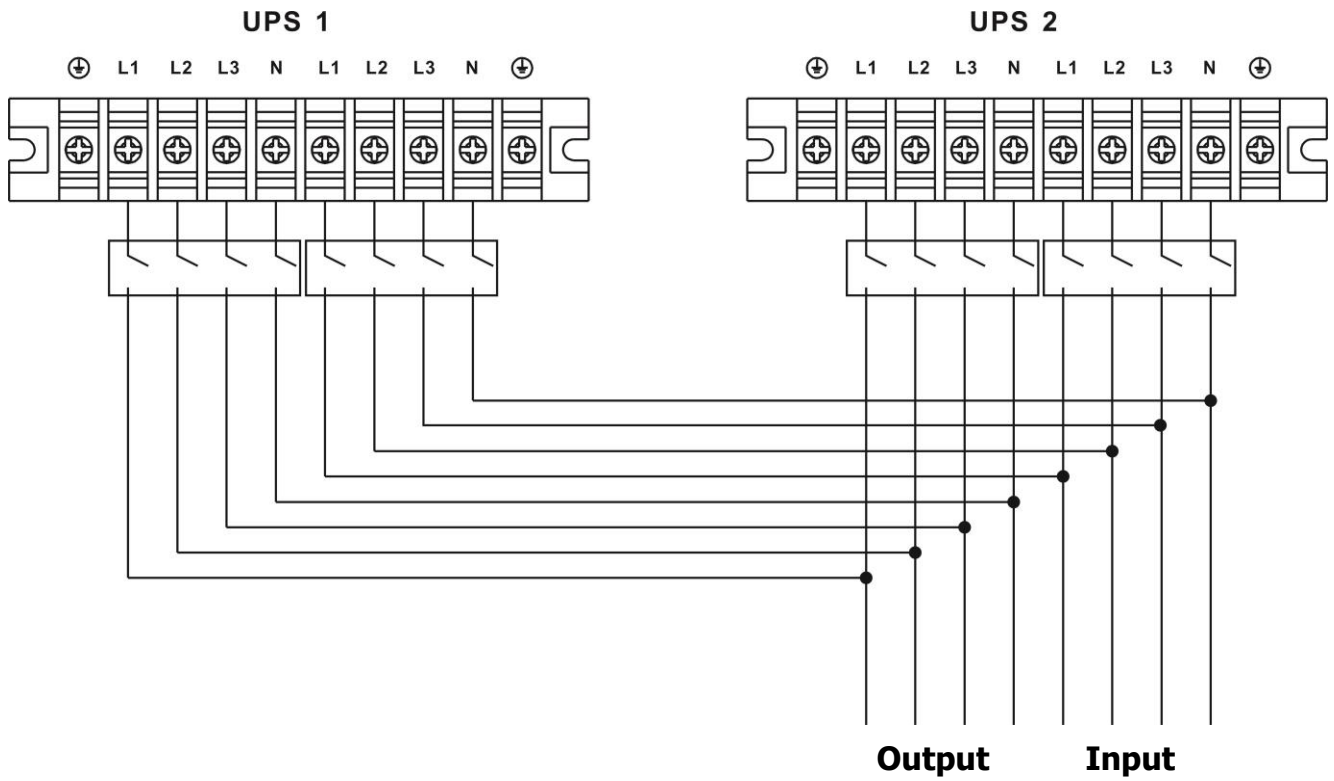 UPS 1 UPS 2
⏚ L1 L2 L3 N L1 L2 L3 N ⏚ ⏚ L1 L2 L3 N L1 L2 L3 N ⏚
Output Input